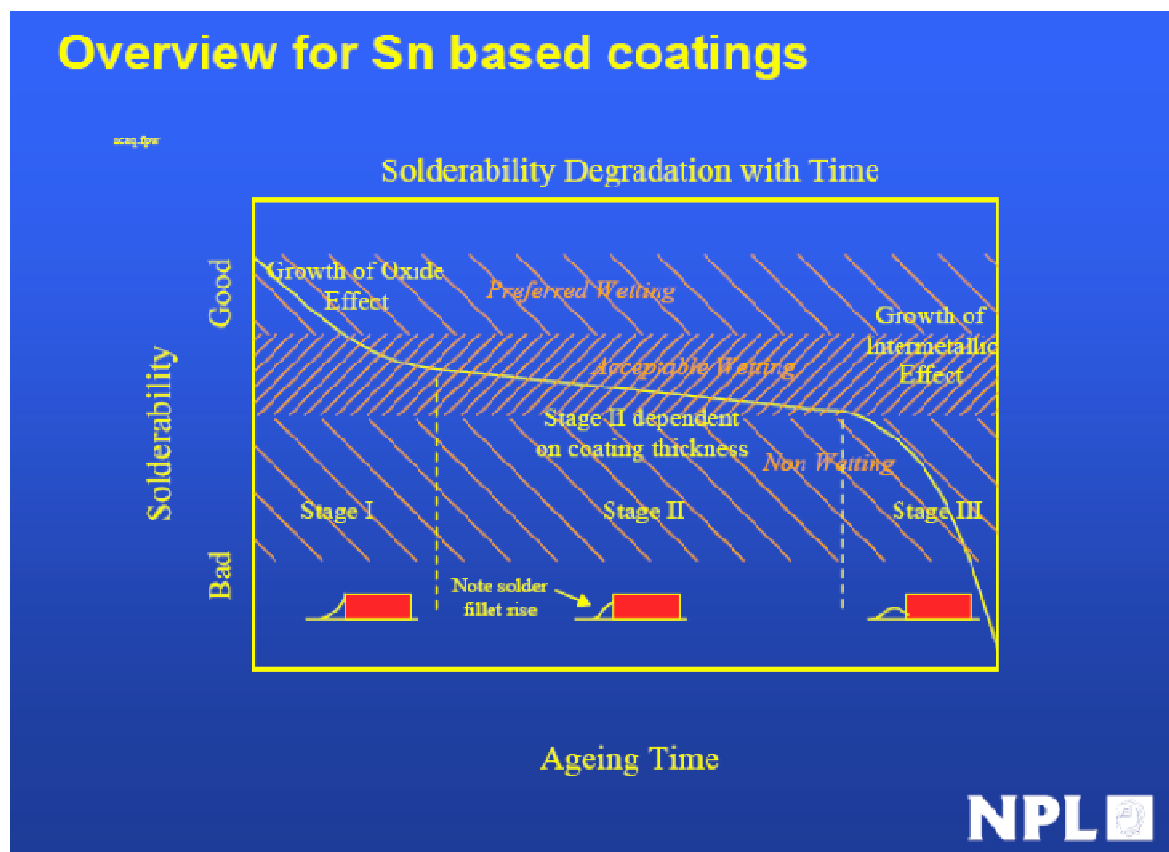 Overview for Sn based coatings
Solderability Degradation with Time
Good
Solderability
Bad
Growth of Oxide
Effect
Preferred Wetting
Growth of
Intermetallic
Effect
Acceptable Wetting
Stage II dependent
on coating thickness
Non Wetting
Stage I
Stage II
Stage III
Note solder
fillet rise
Ageing Time
NPL